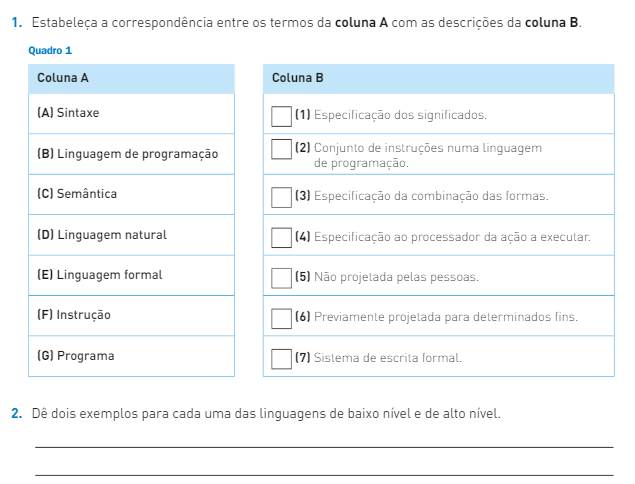 1. Estabeleça a correspondência entre os termos da coluna A com as descrições da coluna B.
Quadro 1
Coluna A
(A) Sintaxe
(B) Linguagem de programação
(C) Semântica
(D) Linguagem natural
(E) Linguagem formal
(F) Instrução
(G) Programa
Coluna B
(1) Especificação dos significados.
(2) Conjunto de instruções numa linguagem
de programação.
(3) Especificação da combinação das formas.
(4) Especificação ao processador da ação a executar.
(5) Não projetada pelas pessoas.
(6) Previamente projetada para determinados fins.
(7) Sistema de escrita formal.
2. Dê dois exemplos para cada uma das linguagens de baixo nível e de alto nível.